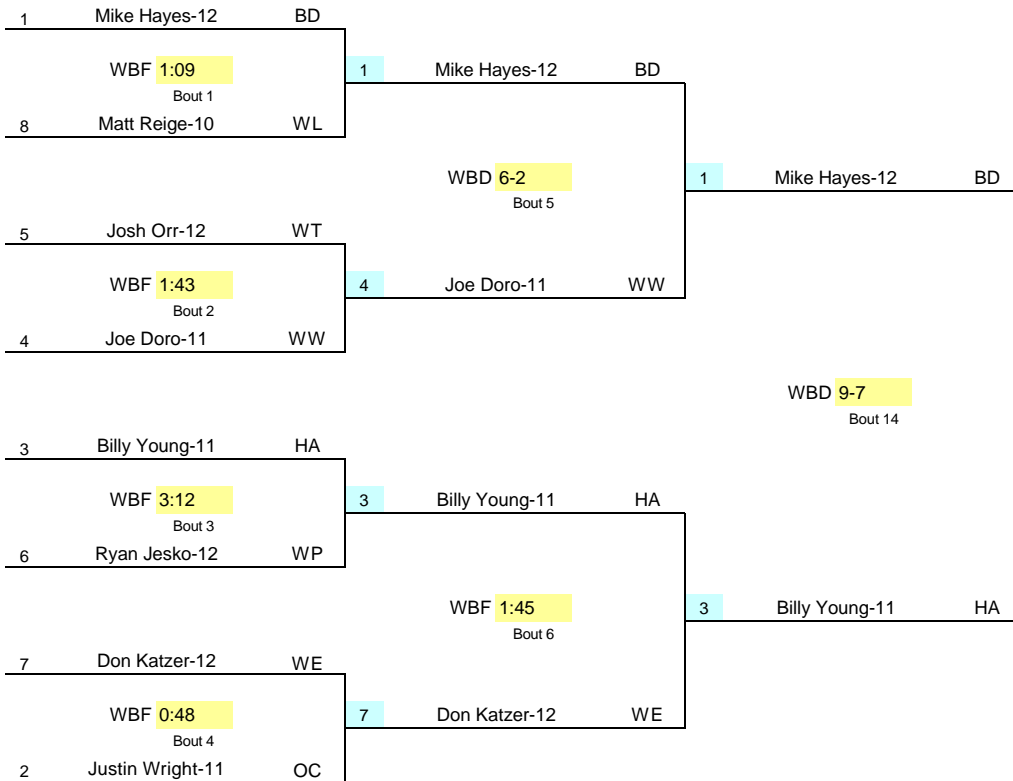 1 Mike Hayes-12 BD
WBF 1:09 1 Mike Hayes-12 BD
Bout 1
8 Matt Reige-10 WL
WBD 6-2 1 Mike Hayes-12 BD
Bout 5
5 Josh Orr-12 WT
WBF 1:43 4 Joe Doro-11 WW
Bout 2
4 Joe Doro-11 WW
WBD 9-7
Bout 14
3 Billy Young-11 HA
WBF 3:12 3 Billy Young-11 HA
Bout 3
6 Ryan Jesko-12 WP
WBF 1:45 3 Billy Young-11 HA
Bout 6
7 Don Katzer-12 WE
WBF 0:48 7 Don Katzer-12 WE
Bout 4
2 Justin Wright-11 OC